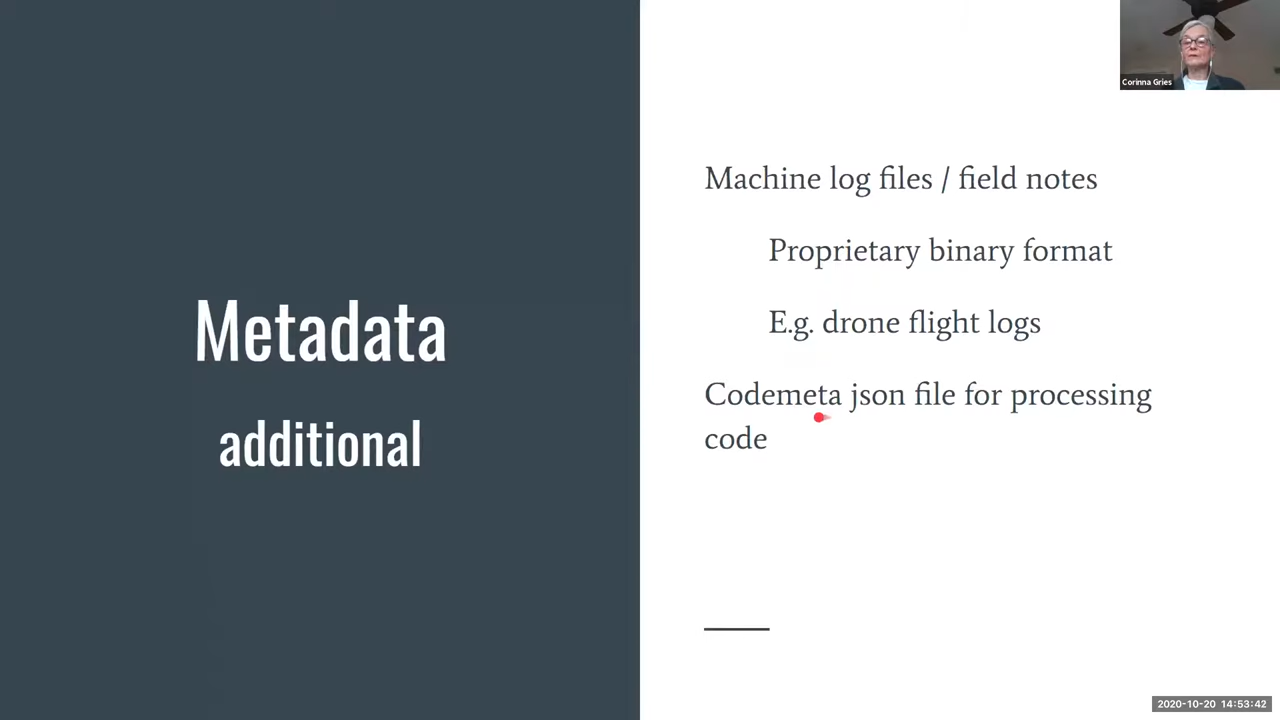 Corinna Gries
Metadata
additional
Machine log files / field notes
Proprietary binary format
E.g. drone flight logs
Codemeta json file for processing
code
2020-10-20 14:53:42